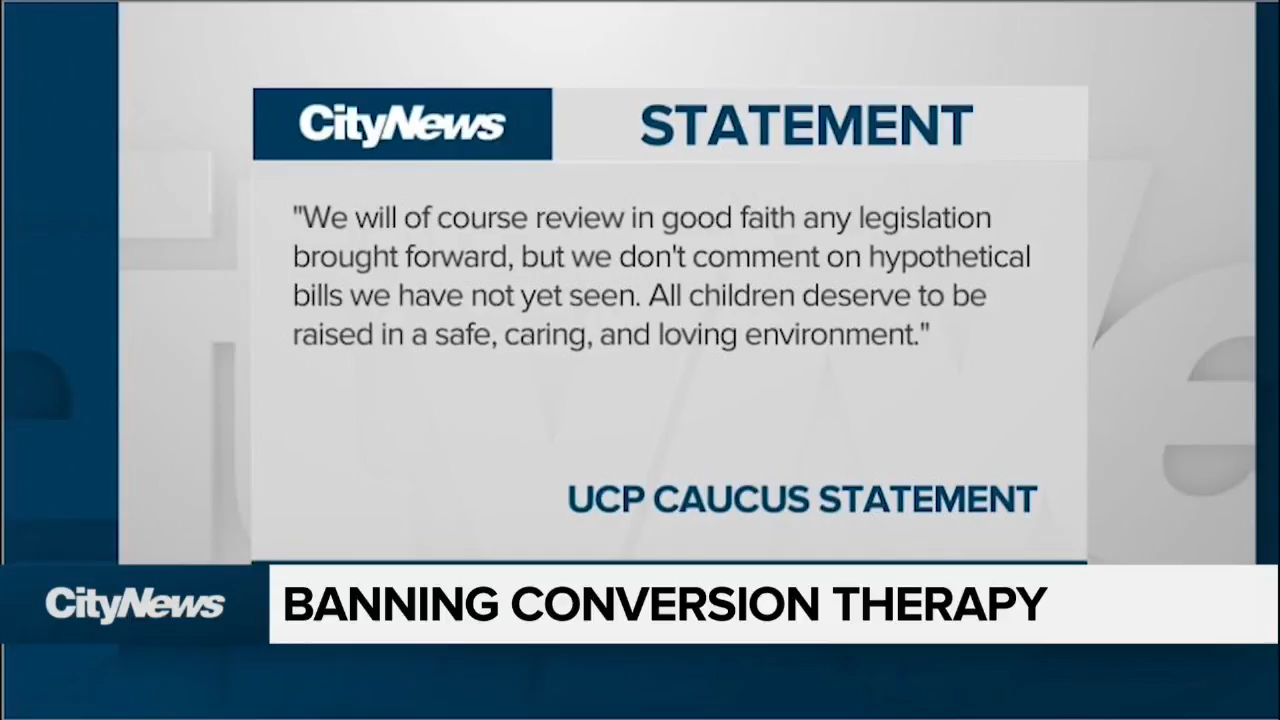 CityNews STATEMENT
"We will of course review in good faith any legislation
brought forward, but we don't comment on hypothetical
bills we have not yet seen. All children deserve to be
raised in a safe, caring, and loving environment."
UCP CAUCUS STATEMENT
CityNews BANNING CONVERSION THERAPY